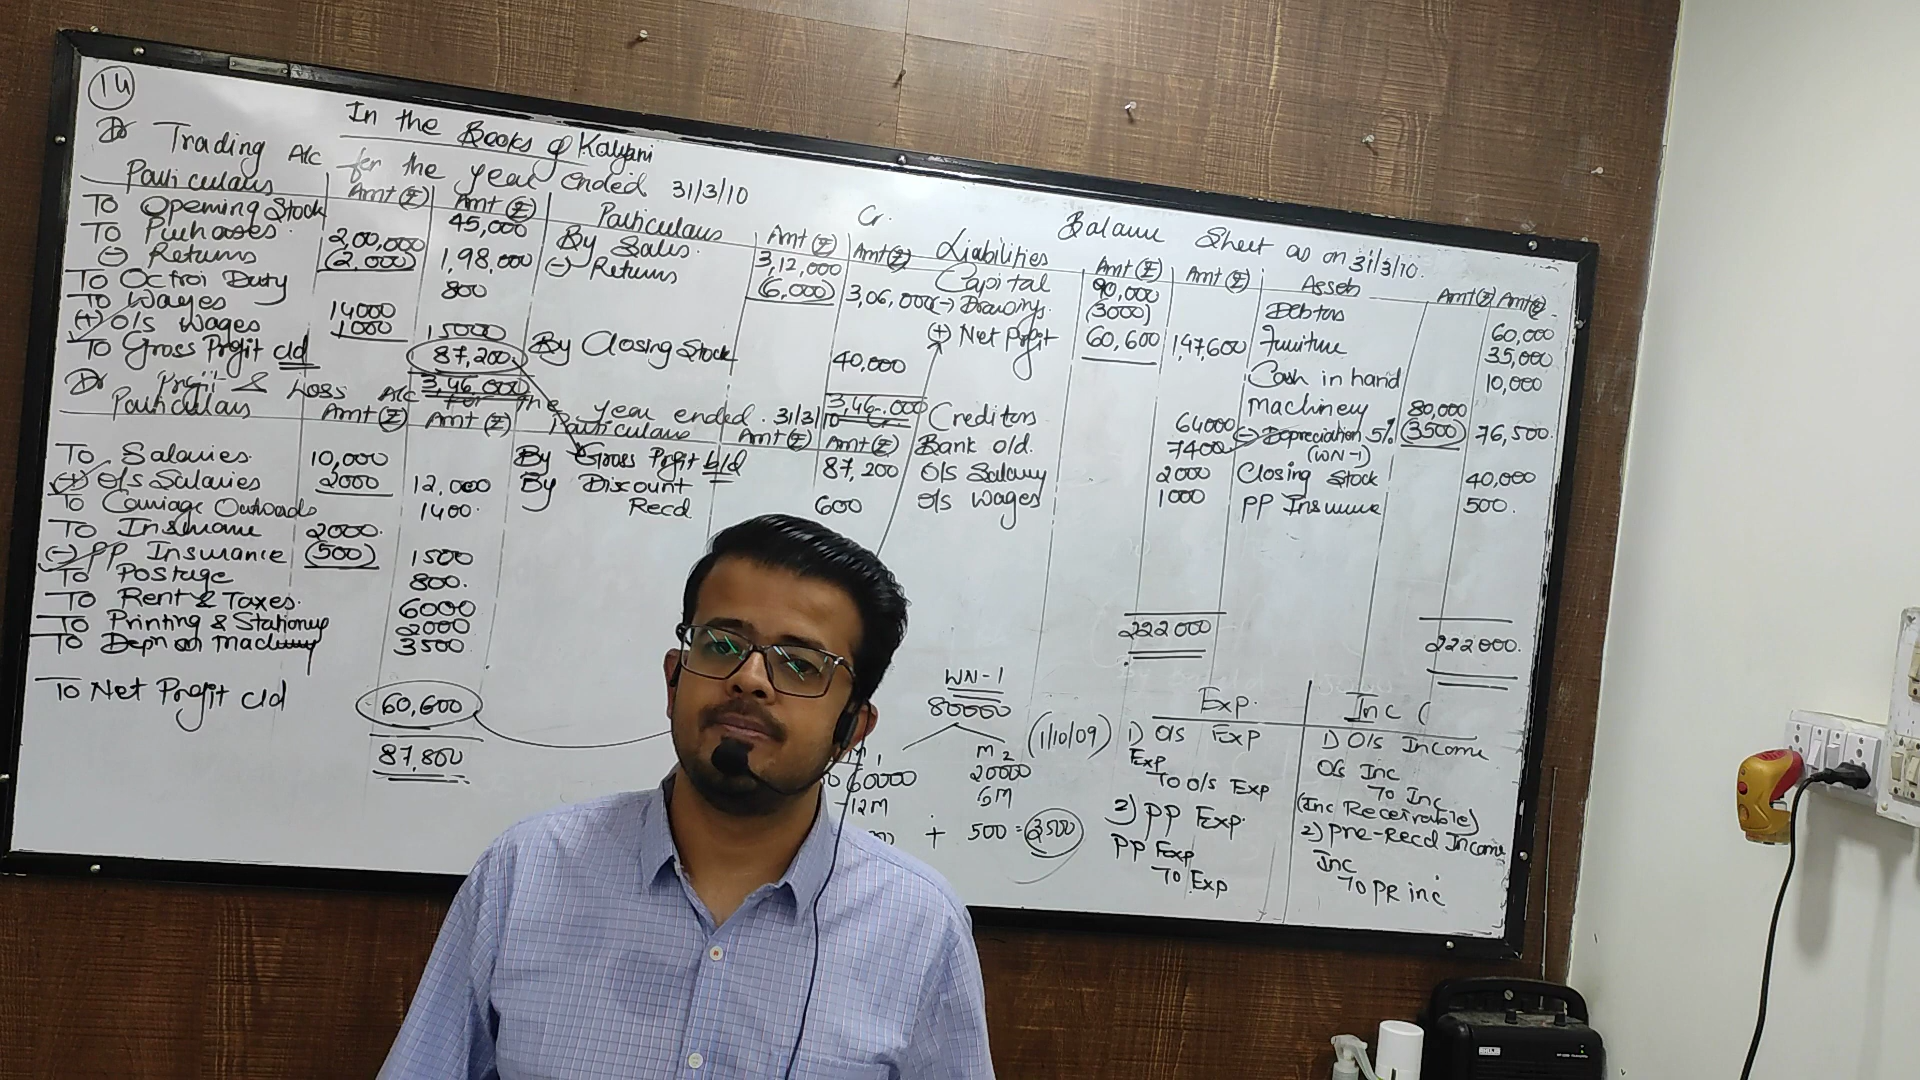 14
In the Books of Kalyani
Dr Trading A/c for the year ended 31/3/10 Cr.
Particulars Amt (₹) Amt (₹) Particulars Amt (₹) Amt (₹)
To Opening Stock 45,000 By Sales. 3,12,000
To Purchases. 2,00,000 (-) Returns (6,000) 3,06,000
(-) Returns (2,000) 1,98,000
To Octroi Duty 800
To Wages 14000
(+) O/s Wages 1000 15000 By Closing Stock 40,000
To Gross Profit c/d 87,200
3,46,000 3,46,000
Dr Profit & Loss A/c for the year ended. 31/3/10
Particulars Amt (₹) Amt (₹) Particulars Amt (₹) Amt (₹)
To Salaries 10,000 By Gross Profit b/d 87,200
(+) O/s Salaries 2000 12,000 By Discount Recd 600
To Carriage Outwards 1400.
To Insurance 2000.
(-) PP Insurance (500) 1500
To Postage 800.
To Rent & Taxes. 6000
To Printing & Stationery 2000
To Depn on Machinery 3500
To Net Profit c/d 60,600
87,800
Balance Sheet as on 31/3/10.
Liabilities Amt (₹) Amt (₹) Assets Amt (₹) Amt (₹)
Capital 90,000 Debtors 60,000
(-) Drawings. (3000) Furniture 35,000
(+) Net Profit 60,600 1,47,600 Cash in hand 10,000
Creditors 64000 Machinery 80,000
Bank o/d. 7400 (-) Depreciation 5% (3500) 76,500.
(WN-1)
O/S Salary 2000 Closing Stock 40,000
O/s Wages 1000 PP Insurance 500.
222000 222000.
WN-1
80000
(1/10/09)
M1 M2
60000 20000
12M 6M
+ 500 = 3500
Exp. Inc (
1) O/s Exp 1) O/s Income
Exp O/s Inc
To O/s Exp To Inc
(Inc Receivable)
2) PP Exp. 2) Pre-Recd Income
PP Exp Inc
To Exp To PR inc